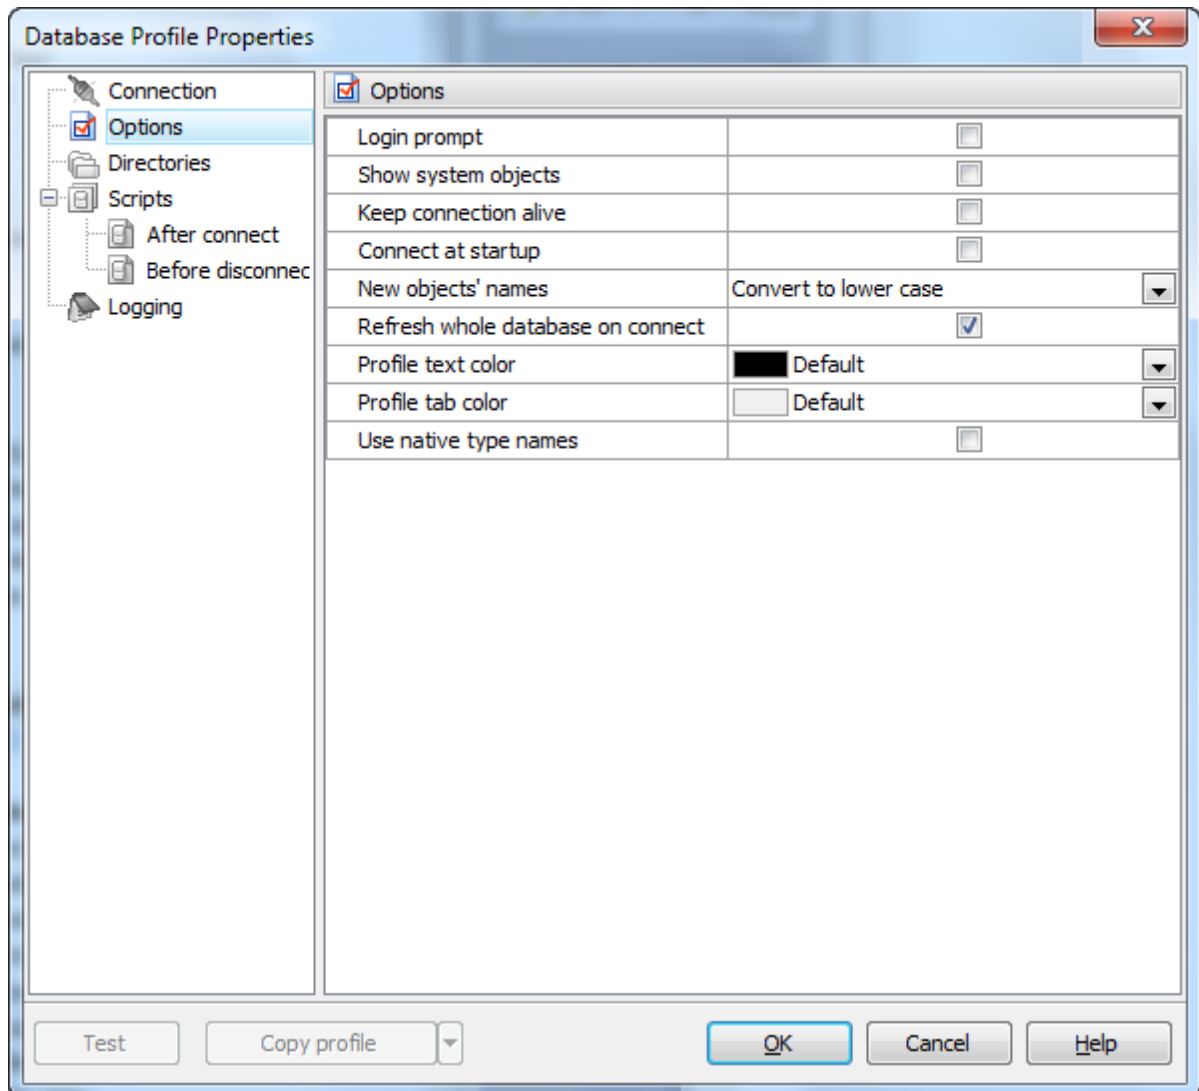 Database Profile Properties
Connection
Options
Directories
Scripts
After connect
Before disconnec
Logging
Options
Login prompt
Show system objects
Keep connection alive
Connect at startup
New objects' names Convert to lower case
Refresh whole database on connect
Profile text color Default
Profile tab color Default
Use native type names
Test Copy profile OK Cancel Help